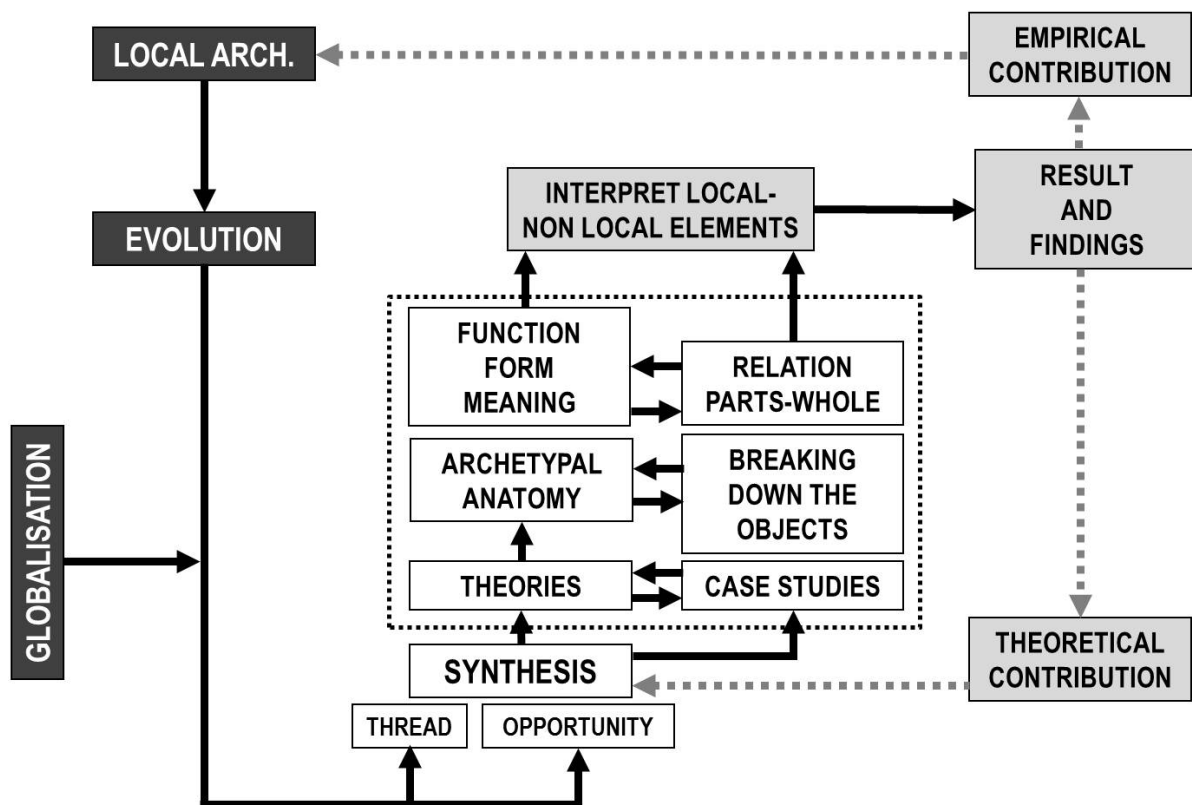 LOCAL ARCH.
EMPIRICAL
CONTRIBUTION
RESULT
AND
FINDINGS
INTERPRET LOCAL-
NON LOCAL ELEMENTS
EVOLUTION
FUNCTION
FORM
MEANING
RELATION
PARTS-WHOLE
ARCHETYPAL
ANATOMY
BREAKING
DOWN THE
OBJECTS
GLOBALISATION
THEORIES
CASE STUDIES
SYNTHESIS
THEORETICAL
CONTRIBUTION
THREAD
OPPORTUNITY